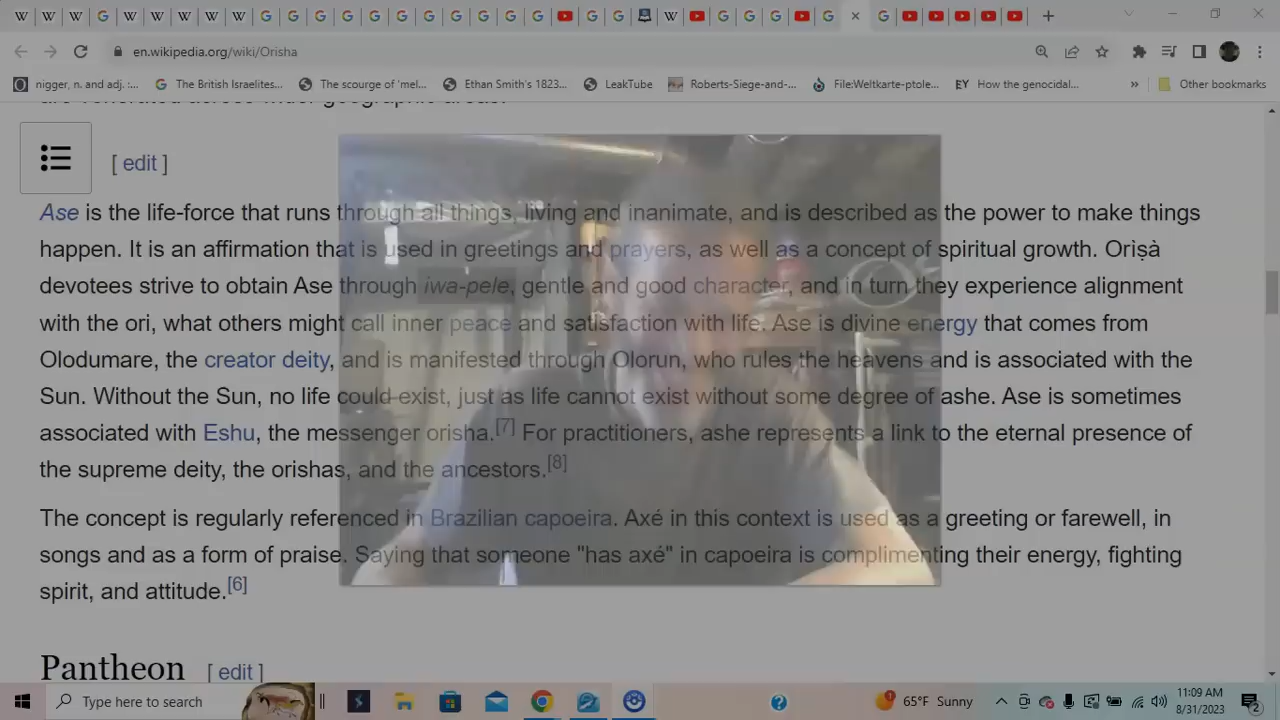 en.wikipedia.org/wiki/Orisha
nigger, n. and adj. :... The British Israelites... The scourge of 'mel... Ethan Smith's 1823... LeakTube Roberts-Siege-and-... File:Weltkarte-ptole... EY How the genocidal... » Other bookmarks
[ edit ]
Ase is the life-force that runs through all things, living and inanimate, and is described as the power to make things
happen. It is an affirmation that is used in greetings and prayers, as well as a concept of spiritual growth. Orìṣà
devotees strive to obtain Ase through iwa-pele, gentle and good character, and in turn they experience alignment
with the ori, what others might call inner peace and satisfaction with life. Ase is divine energy that comes from
Olodumare, the creator deity, and is manifested through Olorun, who rules the heavens and is associated with the
Sun. Without the Sun, no life could exist, just as life cannot exist without some degree of ashe. Ase is sometimes
associated with Eshu, the messenger orisha.[7] For practitioners, ashe represents a link to the eternal presence of
the supreme deity, the orishas, and the ancestors.[8]
The concept is regularly referenced in Brazilian capoeira. Axé in this context is used as a greeting or farewell, in
songs and as a form of praise. Saying that someone "has axé" in capoeira is complimenting their energy, fighting
spirit, and attitude.[6]
Pantheon [ edit ]
Type here to search 65°F Sunny 11:09 AM
8/31/2023